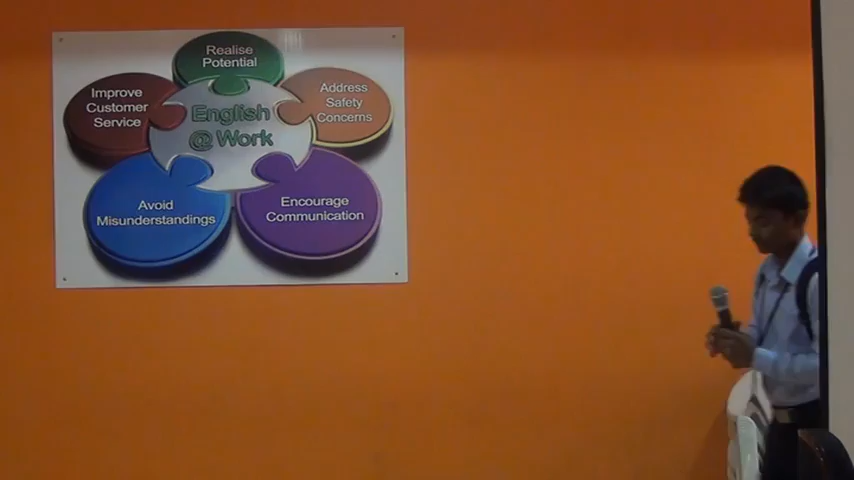 Realise
Potential
Improve
Customer
Service
Address
Safety
Concerns
English
@ Work
Avoid
Misunderstandings
Encourage
Communication